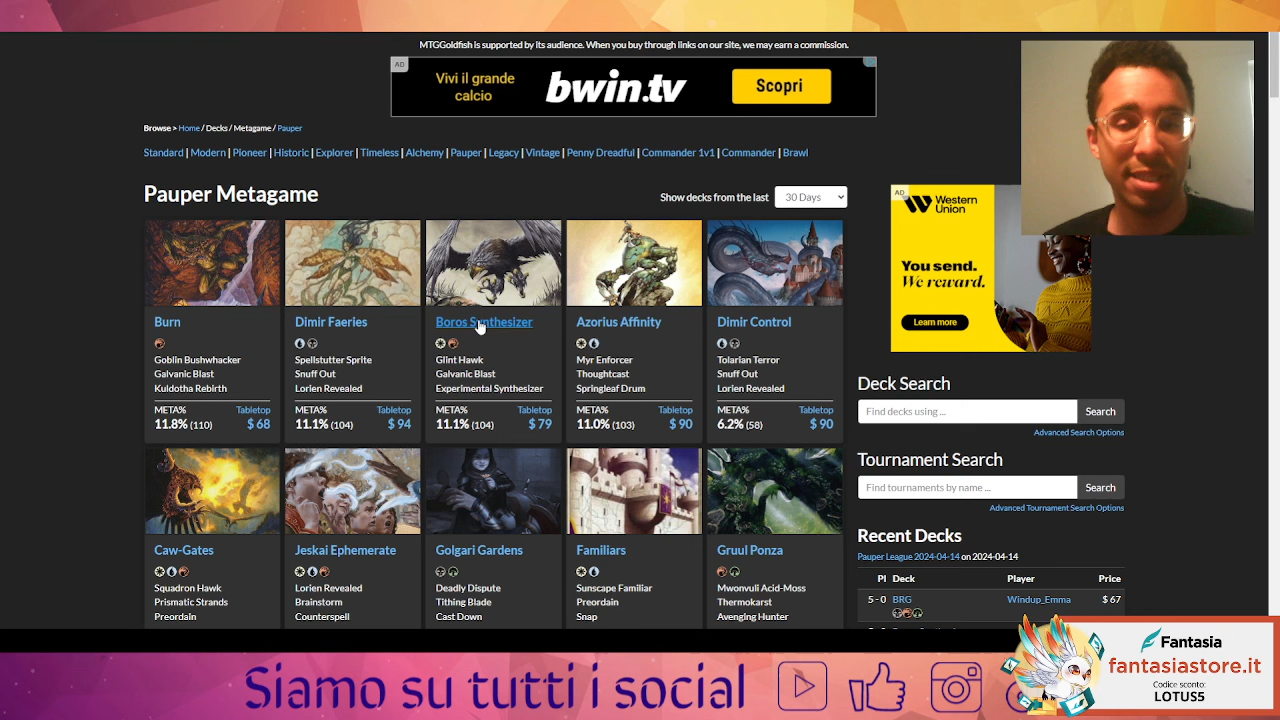 MTGGoldfish is supported by its audience. When you buy through links on our site, we may earn a commission.
AD
Vivi il grande
calcio
bwin.tv
Scopri
Browse > Home / Decks / Metagame / Pauper
Standard | Modern | Pioneer | Historic | Explorer | Timeless | Alchemy | Pauper | Legacy | Vintage | Penny Dreadful | Commander 1v1 | Commander | Brawl
Pauper Metagame
Show decks from the last
30 Days
Burn
Goblin Bushwhacker
Galvanic Blast
Kuldotha Rebirth
META%
Tabletop
11.8% (110)
$ 68
Dimir Faeries
Spellstutter Sprite
Snuff Out
Lorien Revealed
META%
Tabletop
11.1% (104)
$ 94
Boros Synthesizer
Glint Hawk
Galvanic Blast
Experimental Synthesizer
META%
Tabletop
11.1% (104)
$ 79
Azorius Affinity
Myr Enforcer
Thoughtcast
Springleaf Drum
META%
Tabletop
11.0% (103)
$ 90
Dimir Control
Tolarian Terror
Snuff Out
Lorien Revealed
META%
Tabletop
6.2% (58)
$ 90
Caw-Gates
Squadron Hawk
Prismatic Strands
Preordain
Jeskai Ephemerate
Lorien Revealed
Brainstorm
Counterspell
Golgari Gardens
Deadly Dispute
Tithing Blade
Cast Down
Familiars
Sunscape Familiar
Preordain
Snap
Gruul Ponza
Mwonvuli Acid-Moss
Thermokarst
Avenging Hunter
AD
Western
Union
You send.
We reward.
Learn more
Deck Search
Find decks using ...
Search
Advanced Search Options
Tournament Search
Find tournaments by name ...
Search
Advanced Tournament Search Options
Recent Decks
Pauper League 2024-04-14 on 2024-04-14
Pl Deck Player Price
5 - 0 BRG Windup_Emma $ 67
Siamo su tutti i social
Fantasia
fantasiastore.it
Codice sconto:
LOTUS5